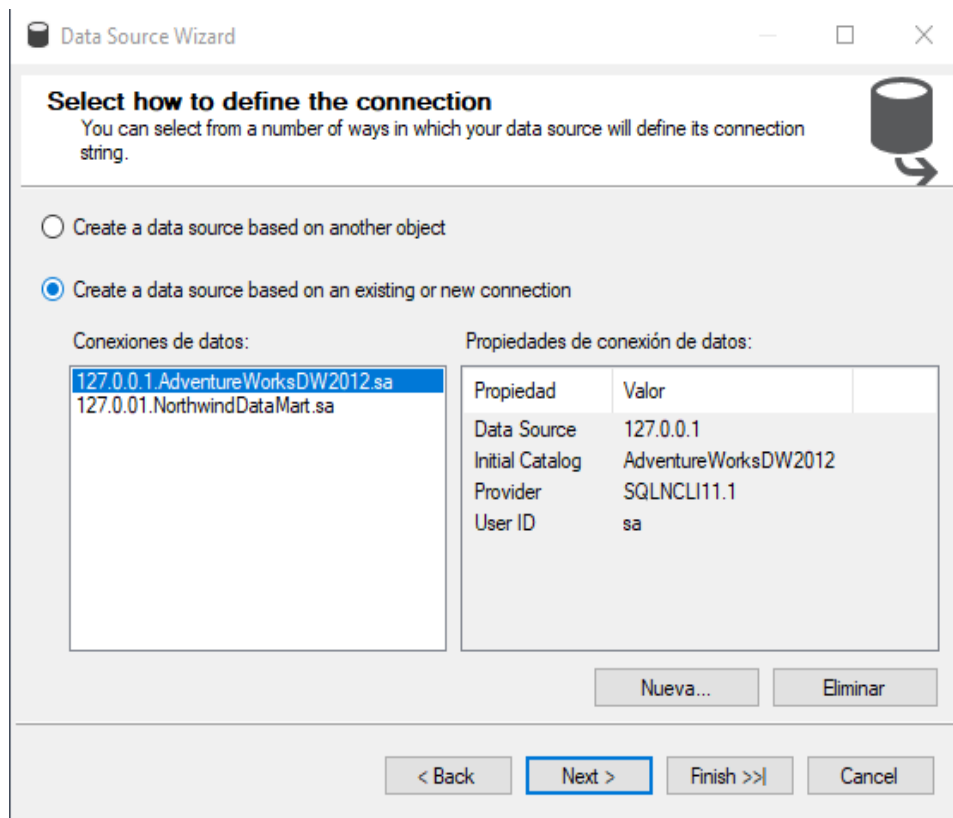 Data Source Wizard
Select how to define the connection
You can select from a number of ways in which your data source will define its connection
string.
Create a data source based on another object
Create a data source based on an existing or new connection
Conexiones de datos:
127.0.0.1.AdventureWorksDW2012.sa
127.0.01.NorthwindDataMart.sa
Propiedades de conexión de datos:
Propiedad Valor
Data Source 127.0.0.1
Initial Catalog AdventureWorksDW2012
Provider SQLNCLI11.1
User ID sa
Nueva... Eliminar
< Back Next > Finish >>| Cancel